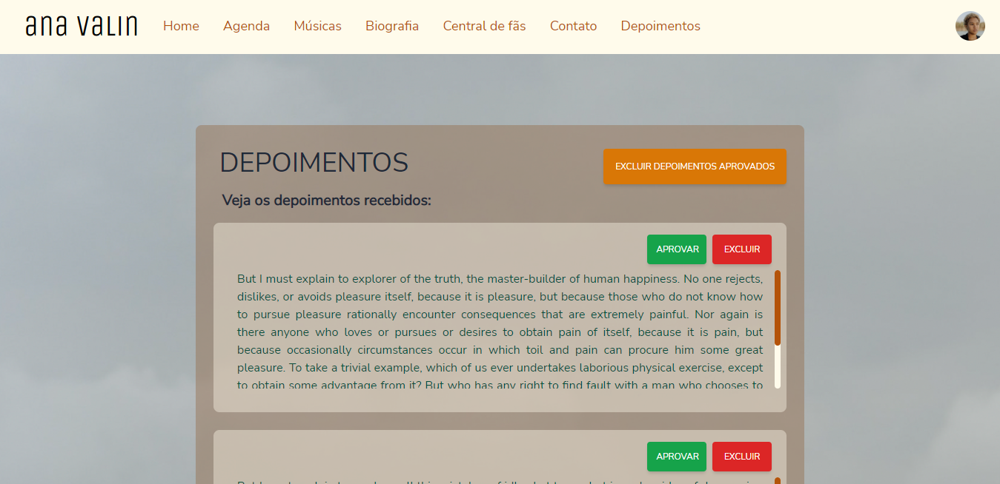 ana valin
Home
Agenda
Músicas
Biografia
Central de fãs
Contato
Depoimentos
DEPOIMENTOS
EXCLUIR DEPOIMENTOS APROVADOS
Veja os depoimentos recebidos:
APROVAR
EXCLUIR
But I must explain to explorer of the truth, the master-builder of human happiness. No one rejects,
dislikes, or avoids pleasure itself, because it is pleasure, but because those who do not know how
to pursue pleasure rationally encounter consequences that are extremely painful. Nor again is
there anyone who loves or pursues or desires to obtain pain of itself, because it is pain, but
because occasionally circumstances occur in which toil and pain can procure him some great
pleasure. To take a trivial example, which of us ever undertakes laborious physical exercise, except
to obtain some advantage from it? But who has any right to find fault with a man who chooses to
APROVAR
EXCLUIR